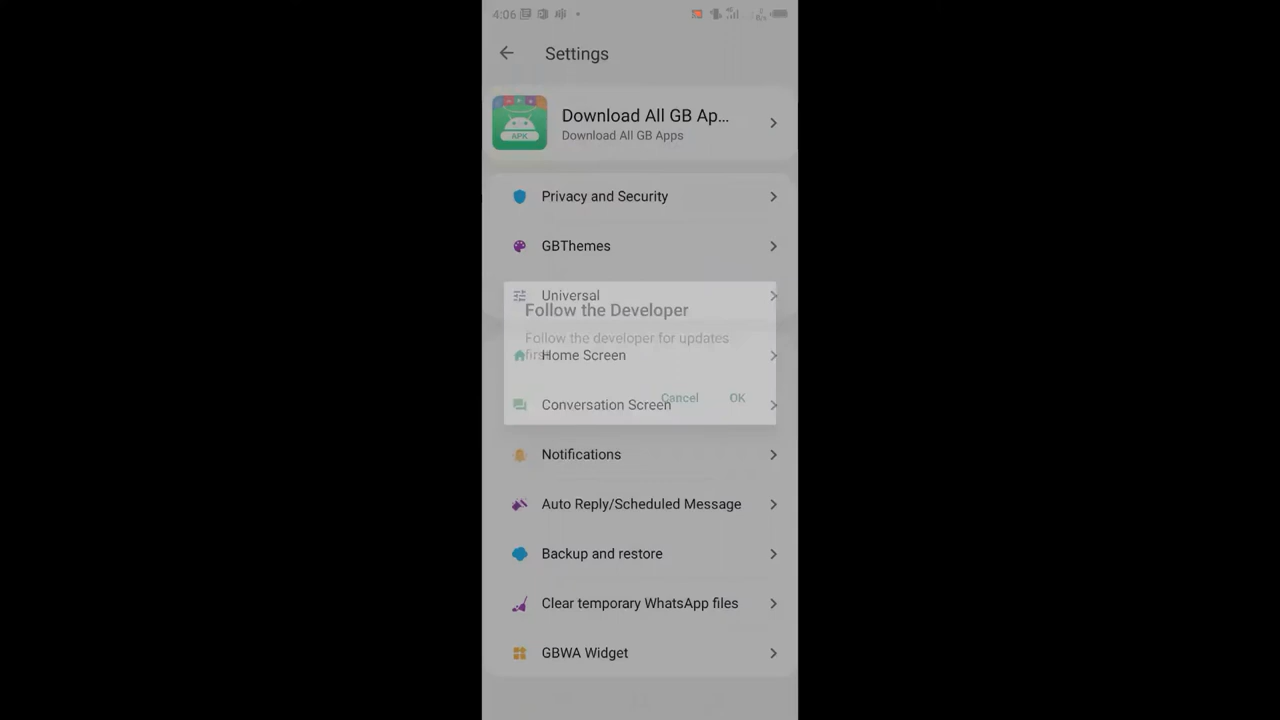 4:06
Settings
Download All GB Ap...
APK
Download All GB Apps
Privacy and Security
GBThemes
Universal
Follow the Developer
Follow the developer for updates
first
Home Screen
Cancel
OK
Conversation Screen
Notifications
Auto Reply/Scheduled Message
Backup and restore
Clear temporary WhatsApp files
GBWA Widget